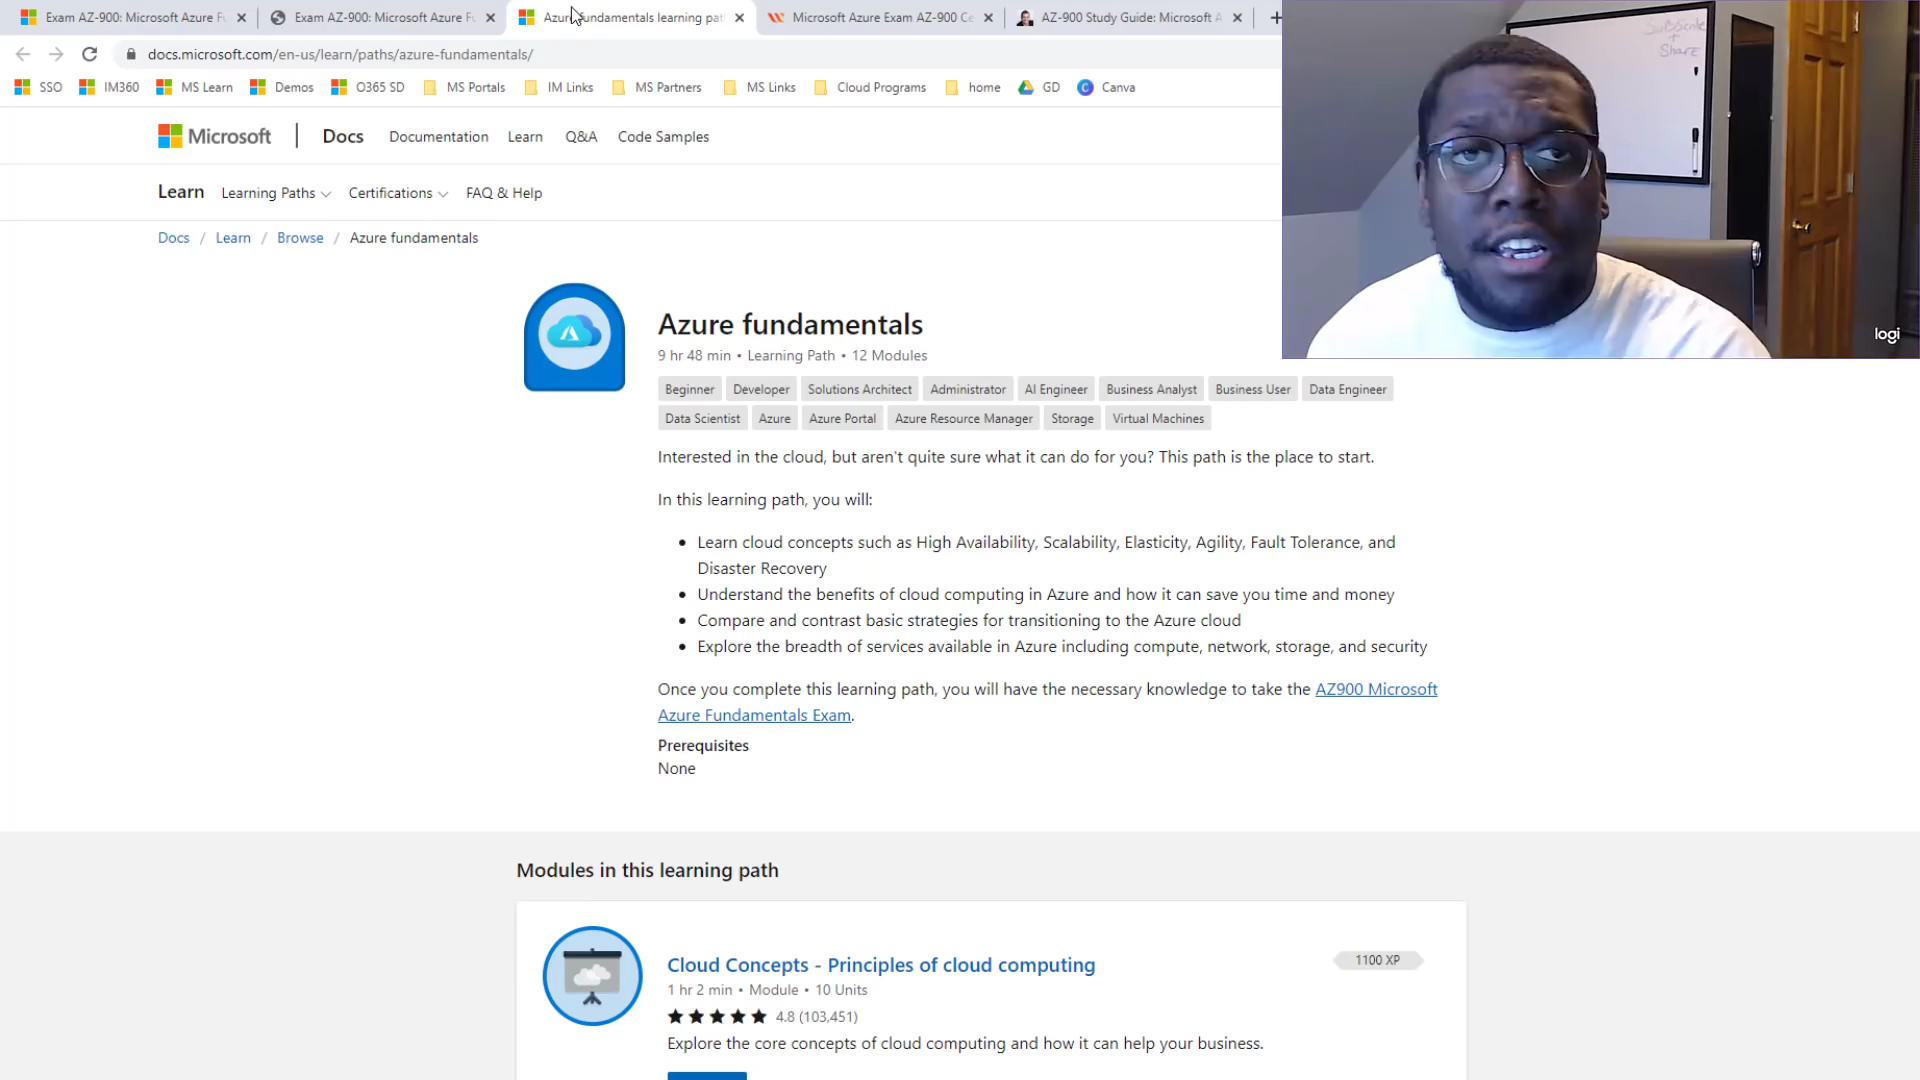 Exam AZ-900: Microsoft Azure F
Exam AZ-900: Microsoft Azure Fu
Azure fundamentals learning pat
Microsoft Azure Exam AZ-900 Ce
AZ-900 Study Guide: Microsoft A
docs.microsoft.com/en-us/learn/paths/azure-fundamentals/
SSO
IM360
MS Learn
Demos
O365 SD
MS Portals
IM Links
MS Partners
MS Links
Cloud Programs
home
GD
Canva
Subscribe
+
Share
logi
Microsoft
Docs
Documentation
Learn
Q&A
Code Samples
Learn
Learning Paths
Certifications
FAQ & Help
Docs / Learn / Browse / Azure fundamentals
Azure fundamentals
9 hr 48 min • Learning Path • 12 Modules
Beginner
Developer
Solutions Architect
Administrator
AI Engineer
Business Analyst
Business User
Data Engineer
Data Scientist
Azure
Azure Portal
Azure Resource Manager
Storage
Virtual Machines
Interested in the cloud, but aren't quite sure what it can do for you? This path is the place to start.
In this learning path, you will:
• Learn cloud concepts such as High Availability, Scalability, Elasticity, Agility, Fault Tolerance, and
Disaster Recovery
• Understand the benefits of cloud computing in Azure and how it can save you time and money
• Compare and contrast basic strategies for transitioning to the Azure cloud
• Explore the breadth of services available in Azure including compute, network, storage, and security
Once you complete this learning path, you will have the necessary knowledge to take the AZ900 Microsoft
Azure Fundamentals Exam.
Prerequisites
None
Modules in this learning path
Cloud Concepts - Principles of cloud computing
1100 XP
1 hr 2 min • Module • 10 Units
4.8 (103,451)
Explore the core concepts of cloud computing and how it can help your business.